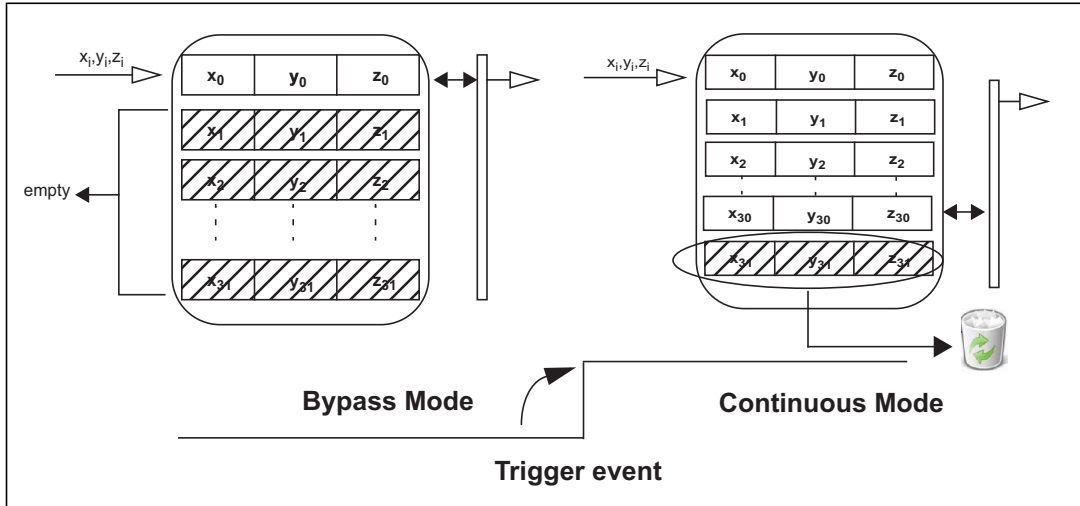 xi,yi,zi
x0 y0 z0
x1 y1 z1
x2 y2 z2
x31 y31 z31
empty
Bypass Mode
xi,yi,zi
x0 y0 z0
x1 y1 z1
x2 y2 z2
x30 y30 z30
x31 y31 z31
Continuous Mode
Trigger event